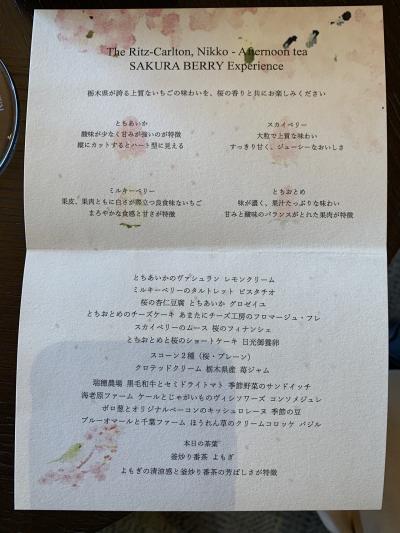 The Ritz-Carlton, Nikko - Afternoon tea
SAKURA BERRY Experience
栃木県が誇る上質ないちごの味わいを、桜の香りと共にお楽しみください
とちあいか
酸味が少なく甘みが強いのが特徴
縦にカットするとハート型に見える
スカイベリー
大粒で上質な味わい
すっきり甘く、ジューシーなおいしさ
ミルキーベリー
果皮、果肉ともに白さが際立つ良食味ないちご
まろやかな食感と甘さが特徴
とちおとめ
味が濃く、果汁たっぷりな味わい
甘みと酸味のバランスがとれた果肉が特徴
とちあいかのヴァシュラン レモンクリーム
ミルキーベリーのタルトレット ピスタチオ
桜の杏仁豆腐 とちあいか グロゼイユ
とちおとめのチーズケーキ あまたにチーズ工房のフロマージュ・フレ
スカイベリーのムース 桜のフィナンシェ
とちおとめと桜のショートケーキ 日光御養卵
スコーン2種（桜・プレーン）
クロテッドクリーム 栃木県産 苺ジャム
瑞穂農場 黒毛和牛とセミドライトマト 季節野菜のサンドイッチ
海老原ファーム ケールとじゃがいものヴィシソワーズ コンソメジュレ
ポロ葱とオリジナルベーコンのキッシュロレーヌ 季節の豆
ブルーオマールと千葉ファーム ほうれん草のクリームコロッケ バジル
本日の茶葉
釜炒り番茶 よもぎ
よもぎの清涼感と釜炒り番茶の芳ばしさが特徴